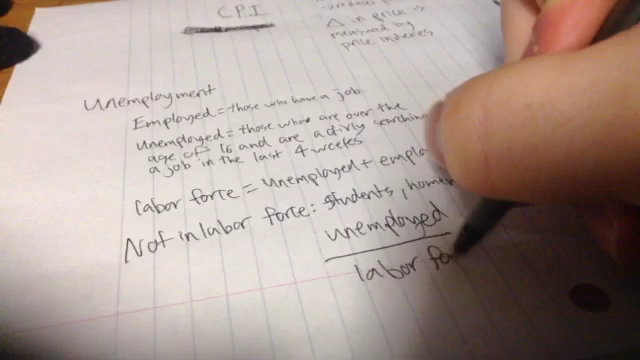 CPI
Δ in price is
measured by
price indexes
Unemployment
Employed = those who have a job
unemployed = those who are over the
age of 16 and are activly searching
a job in the last 4 weeks
labor force = unemployed + emplo
Not in labor force: students, homem
unemployed
labor fo